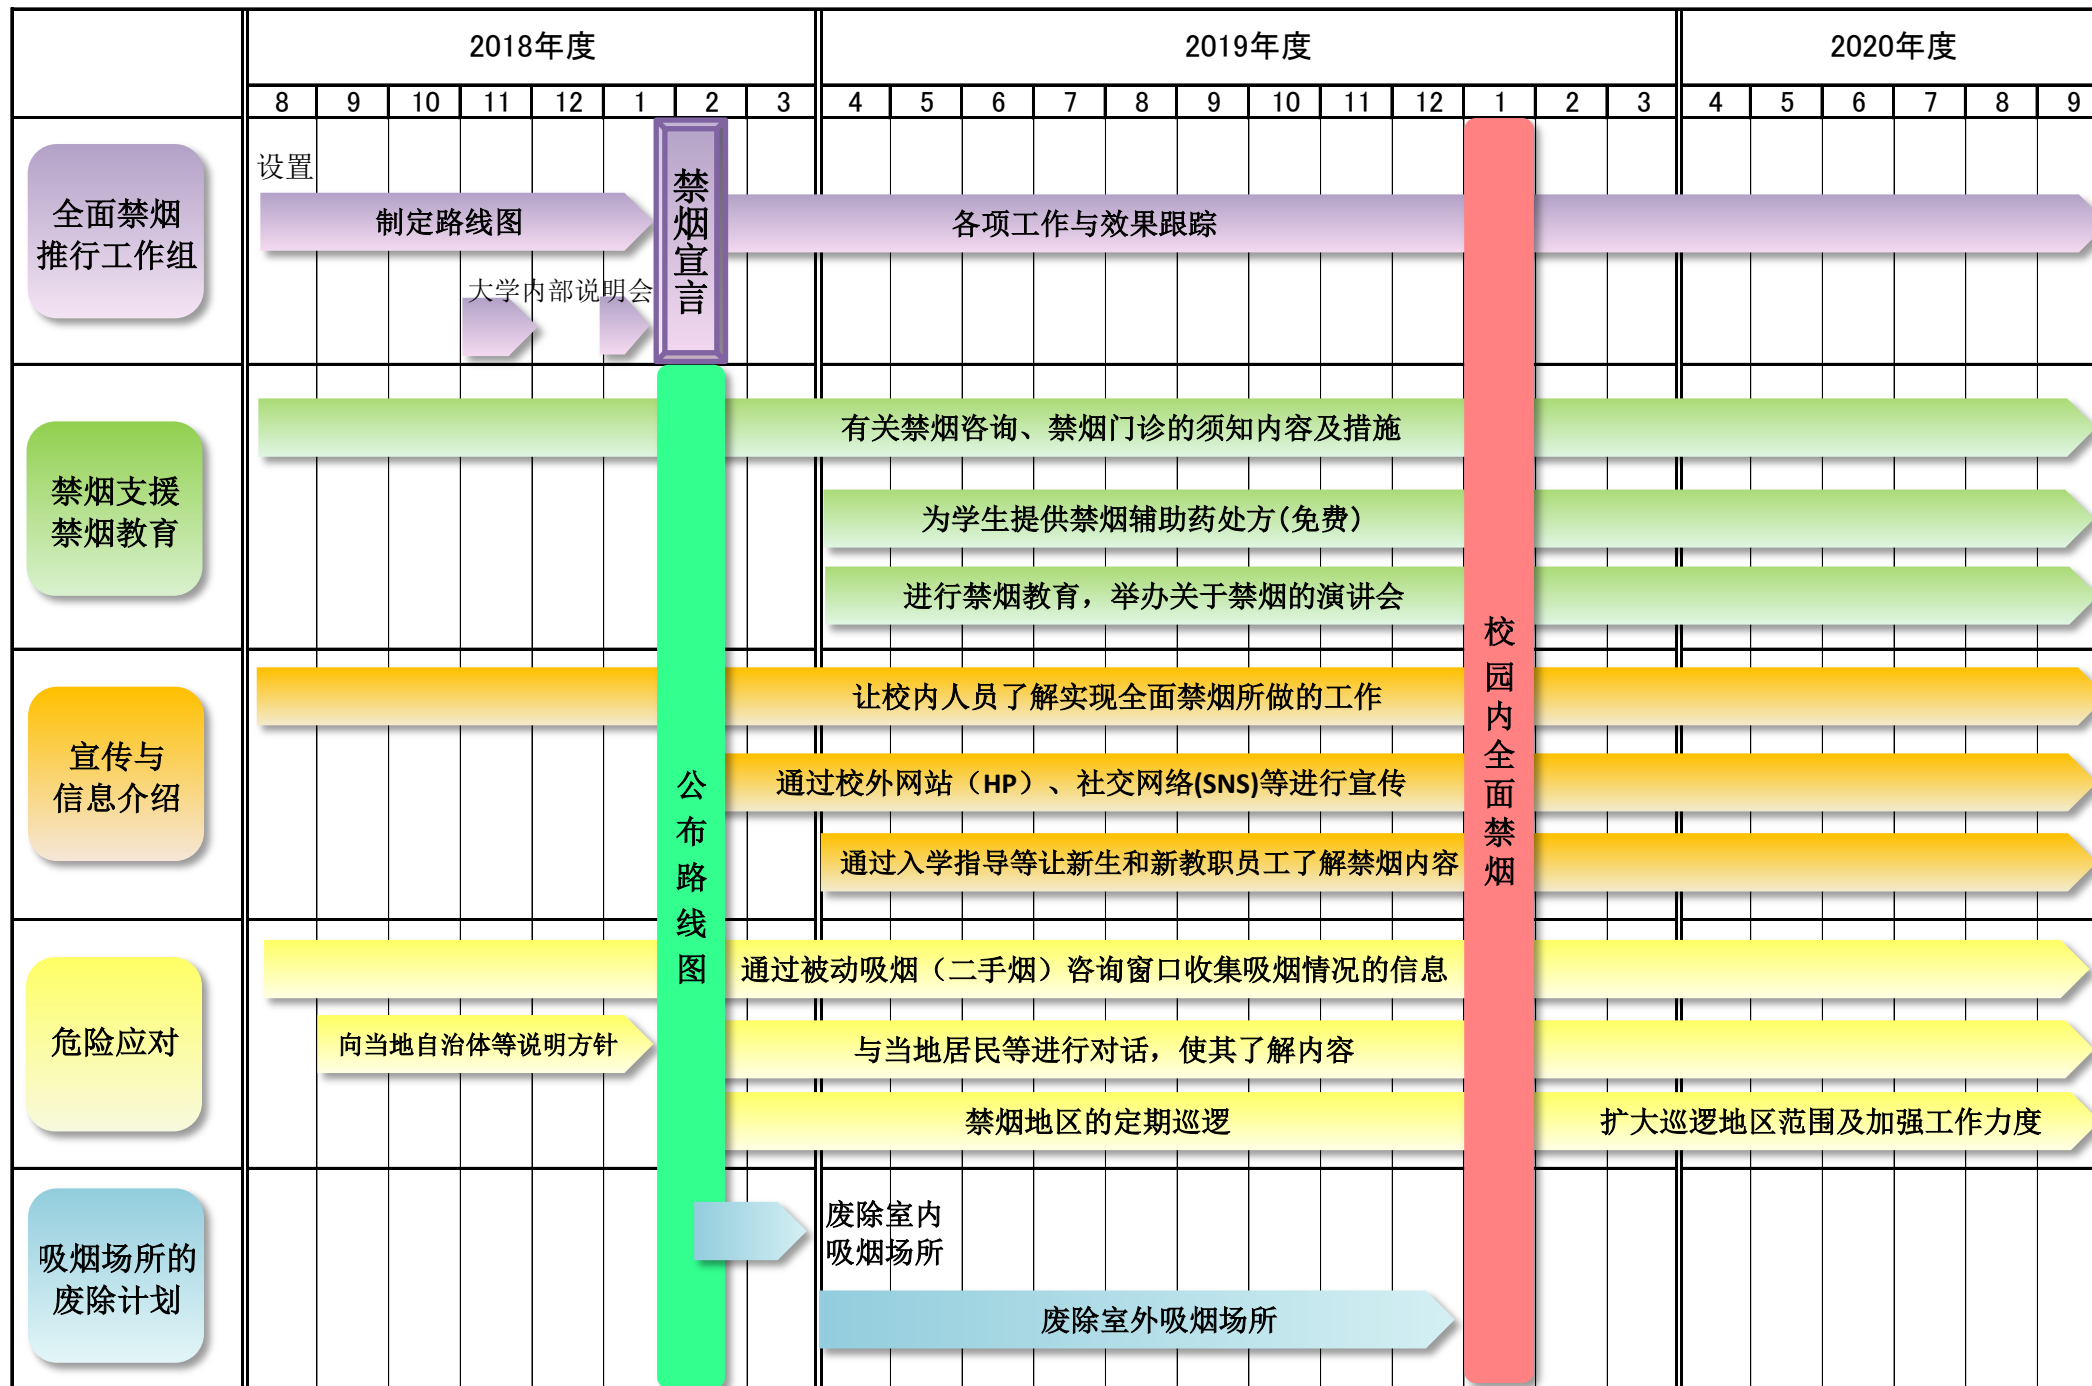 2018年度
2019年度
2020年度
8 9 10 11 12 1 2 3 4 5 6 7 8 9 10 11 12 1 2 3 4 5 6 7 8 9
全面禁烟
推行工作组
设置
制定路线图
大学内部说明会
禁烟宣言
各项工作与效果跟踪
禁烟支援
禁烟教育
有关禁烟咨询、禁烟门诊的须知内容及措施
为学生提供禁烟辅助药处方(免费)
进行禁烟教育，举办关于禁烟的演讲会
宣传与
信息介绍
让校内人员了解实现全面禁烟所做的工作
通过校外网站（HP）、社交网络(SNS)等进行宣传
通过入学指导等让新生和新教职员工了解禁烟内容
公布路线图
校园内全面禁烟
危险应对
通过被动吸烟（二手烟）咨询窗口收集吸烟情况的信息
向当地自治体等说明方针
与当地居民等进行对话，使其了解内容
禁烟地区的定期巡逻
扩大巡逻地区范围及加强工作力度
吸烟场所的
废除计划
废除室内
吸烟场所
废除室外吸烟场所